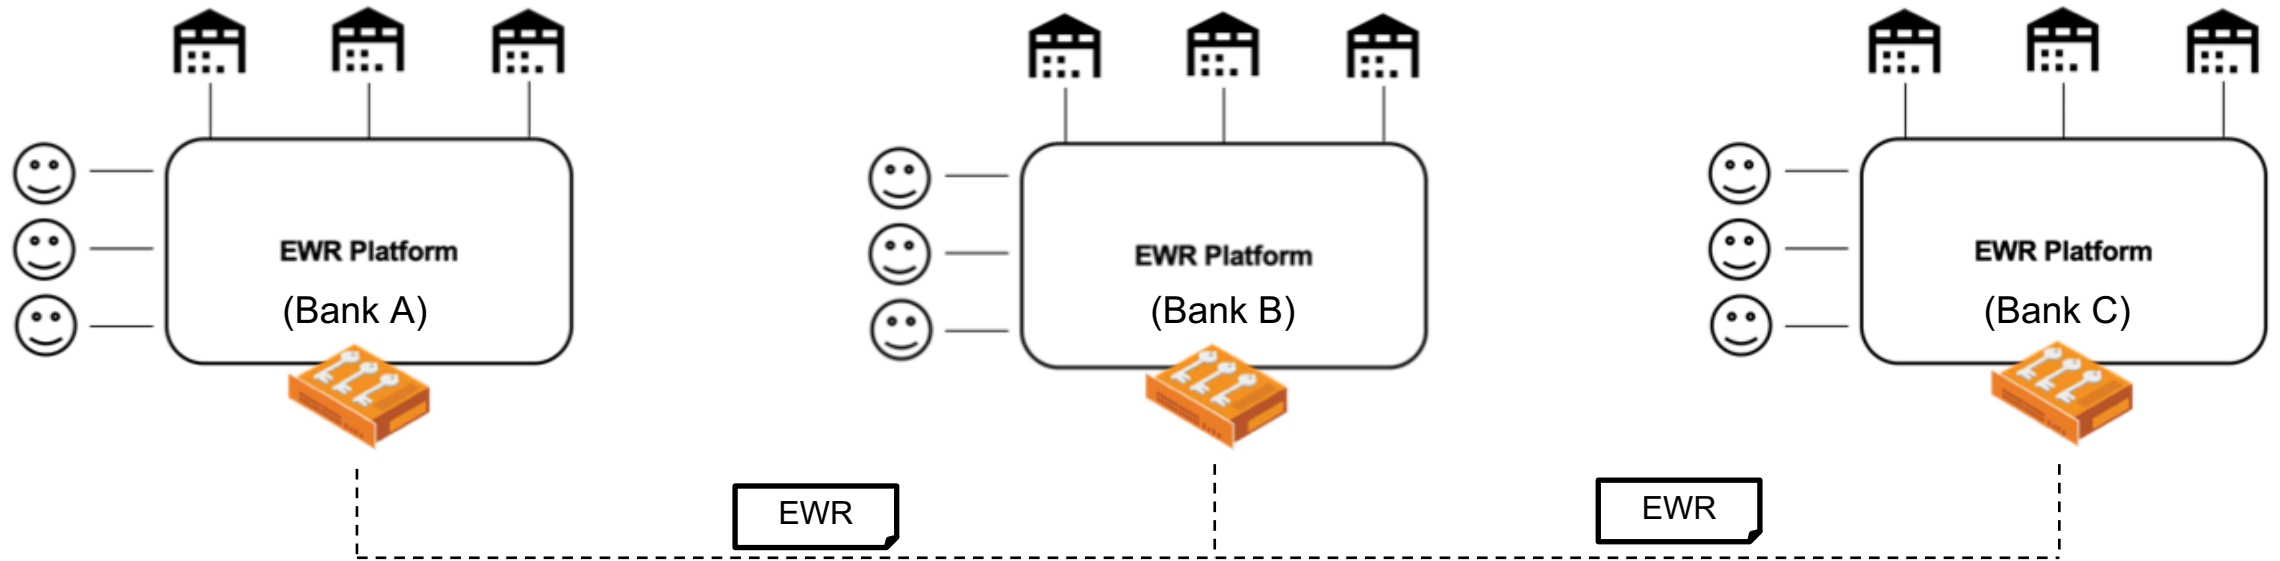 EWR Platform
(Bank A)
EWR Platform
(Bank B)
EWR Platform
(Bank C)
EWR
EWR